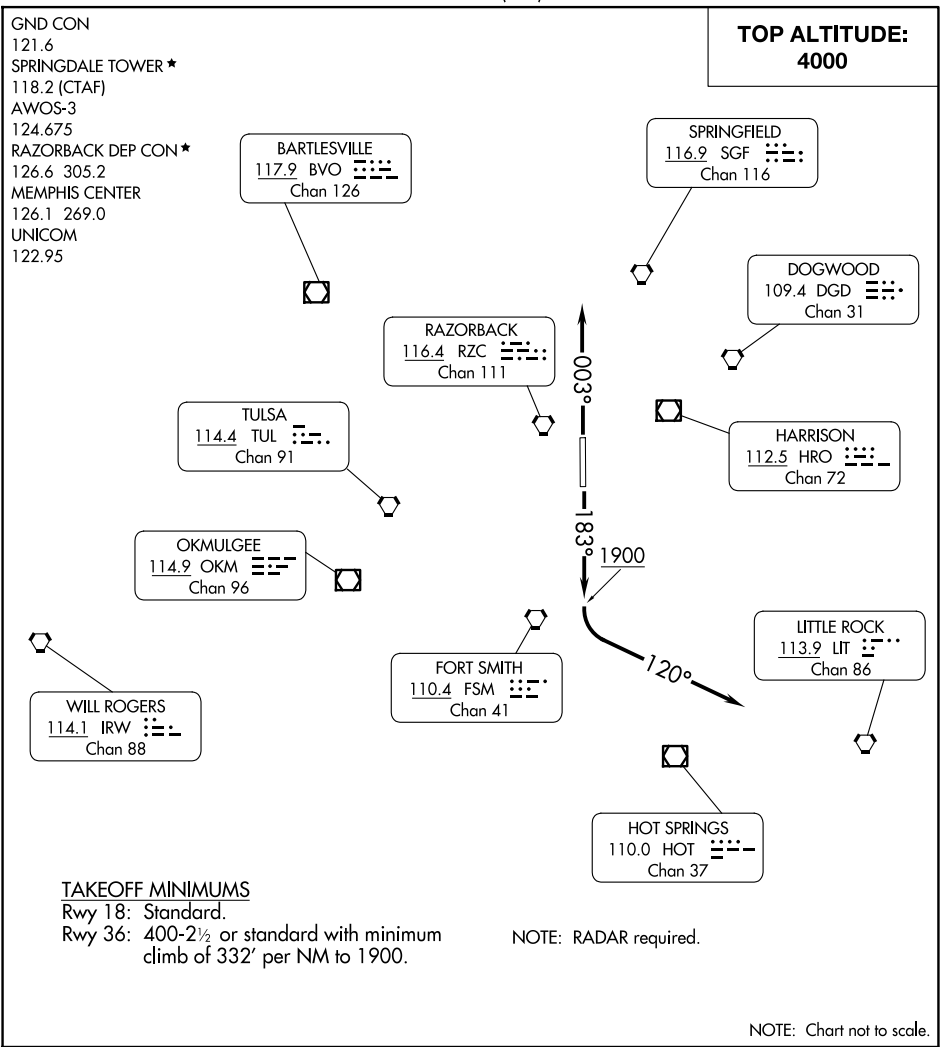 GND CON
121.6
SPRINGDALE TOWER ★
118.2 (CTAF)
AWOS-3
124.675
RAZORBACK DEP CON ★
126.6 305.2
MEMPHIS CENTER
126.1 269.0
UNICOM
122.95
TOP ALTITUDE:
4000
BARTLESVILLE
117.9 BVO
Chan 126
SPRINGFIELD
116.9 SGF
Chan 116
DOGWOOD
109.4 DGD
Chan 31
RAZORBACK
116.4 RZC
Chan 111
003°
TULSA
114.4 TUL
Chan 91
HARRISON
112.5 HRO
Chan 72
183°
1900
OKMULGEE
114.9 OKM
Chan 96
120°
LITTLE ROCK
113.9 LIT
Chan 86
FORT SMITH
110.4 FSM
Chan 41
WILL ROGERS
114.1 IRW
Chan 88
HOT SPRINGS
110.0 HOT
Chan 37
TAKEOFF MINIMUMS
Rwy 18: Standard.
Rwy 36: 400-2½ or standard with minimum
climb of 332' per NM to 1900.
NOTE: RADAR required.
NOTE: Chart not to scale.